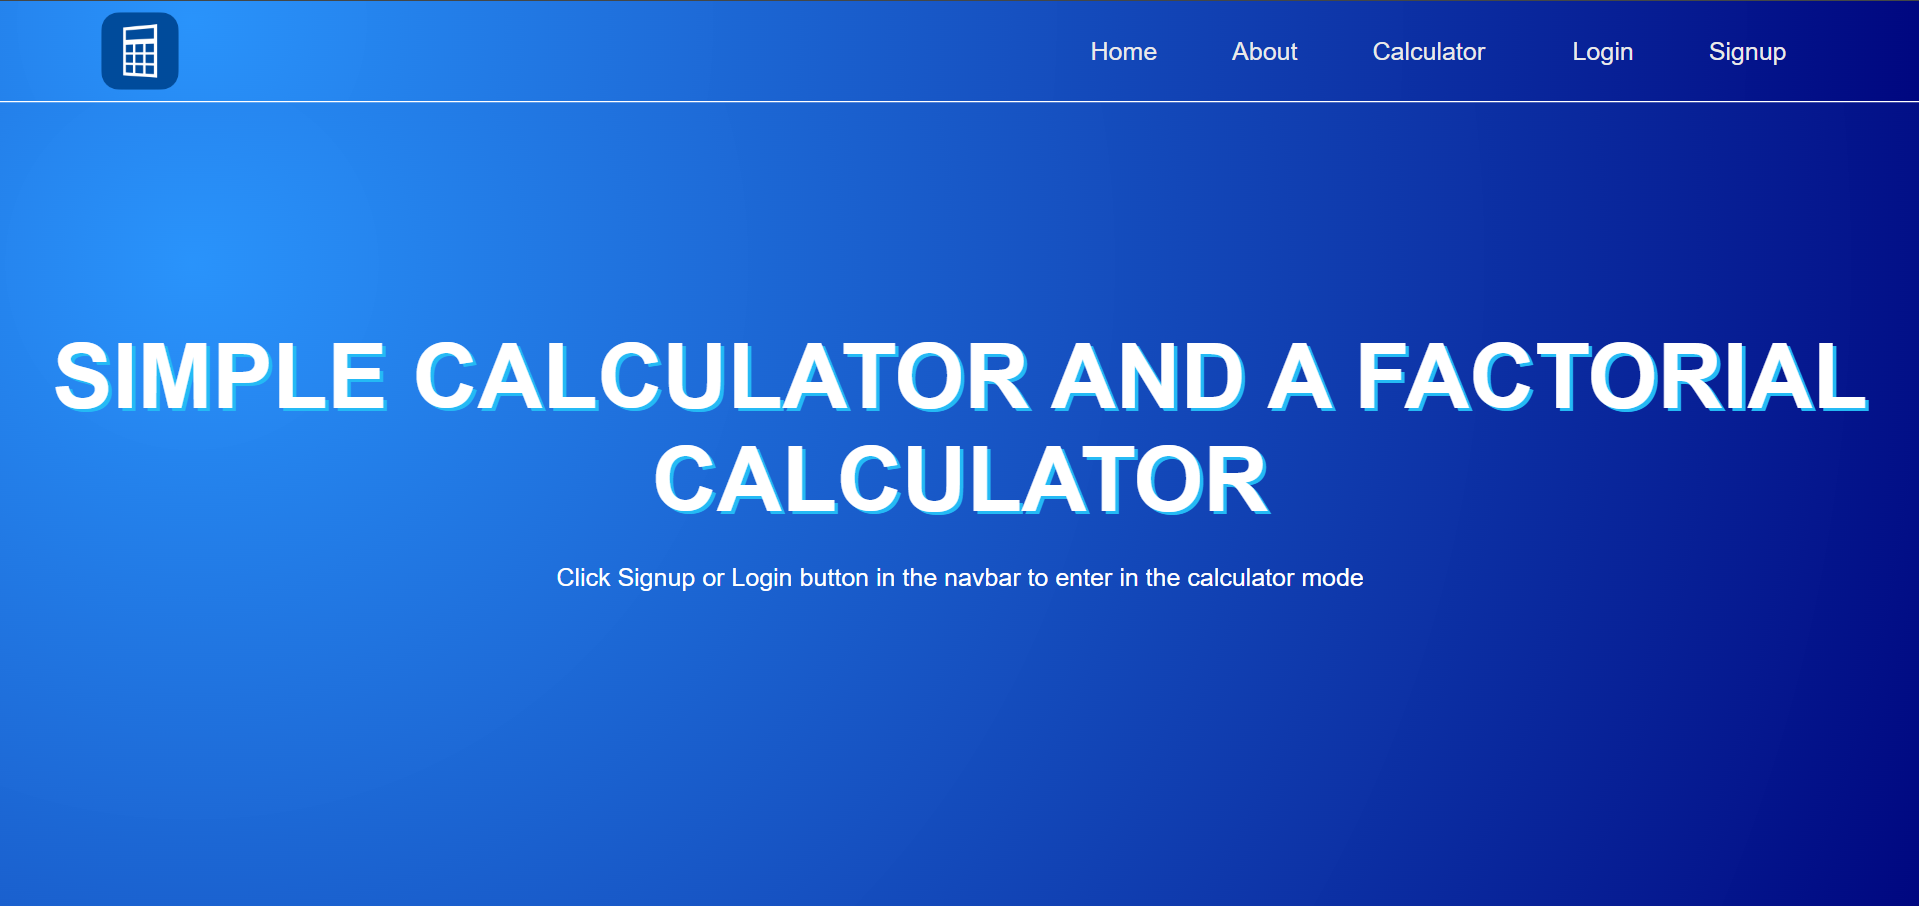 Home About Calculator Login Signup
SIMPLE CALCULATOR AND A FACTORIAL
CALCULATOR
Click Signup or Login button in the navbar to enter in the calculator mode